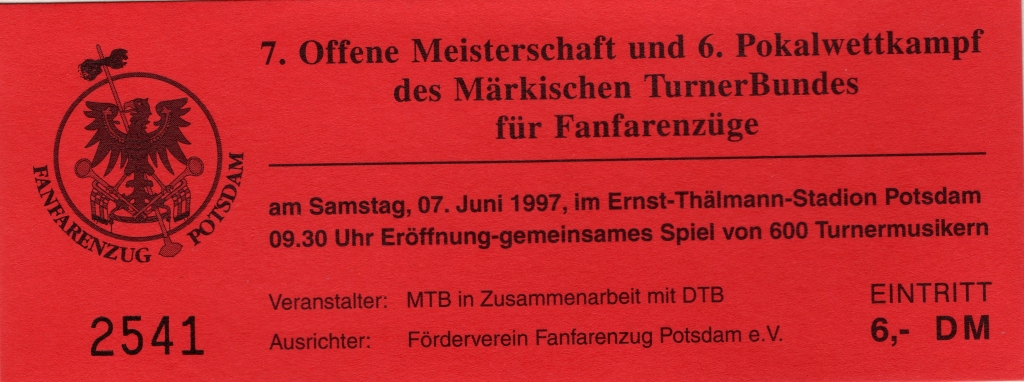 7. Offene Meisterschaft und 6. Pokalwettkampf
des Märkischen TurnerBundes
für Fanfarenzüge
FANFARENZUG POTSDAM
am Samstag, 07. Juni 1997, im Ernst-Thälmann-Stadion Potsdam
09.30 Uhr Eröffnung-gemeinsames Spiel von 600 Turnermusikern
Veranstalter: MTB in Zusammenarbeit mit DTB
EINTRITT
2541
Ausrichter: Förderverein Fanfarenzug Potsdam e.V.
6,- DM